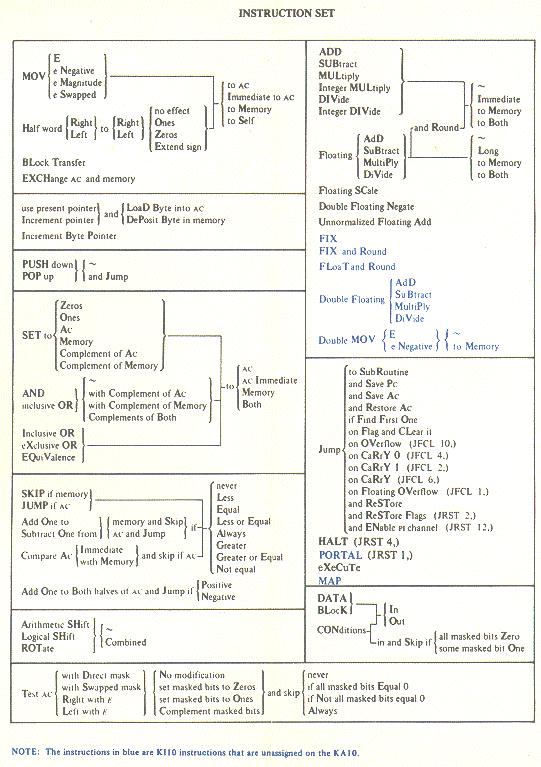 INSTRUCTION SET
MOV
E
e Negative
e Magnitude
e Swapped
Half word
Right
Left
to
Right
Left
no effect
Ones
Zeros
Extend sign
to AC
Immediate to AC
to Memory
to Self
BLock Transfer
EXCHange AC and memory
use present pointer
Increment pointer
and
LoaD Byte into AC
DePosit Byte in memory
Increment Byte Pointer
PUSH down
POP up
~
and Jump
SET to
Zeros
Ones
Ac
Memory
Complement of Ac
Complement of Memory
AND
inclusive OR
~
with Complement of Ac
with Complement of Memory
Complements of Both
Inclusive OR
eXclusive OR
EQuiValence
to
AC
AC Immediate
Memory
Both
SKIP if memory
JUMP if AC
Add One to
Subtract One from
memory and Skip
AC and Jump
if
Compare Ac
Immediate
with Memory
and skip if AC
never
Less
Equal
Less or Equal
Always
Greater
Greater or Equal
Not equal
Add One to Both halves of AC and Jump if
Positive
Negative
Arithmetic SHift
Logical SHift
ROTate
~
Combined
Test AC
with Direct mask
with Swapped mask
Right with E
Left with E
No modification
set masked bits to Zeros
set masked bits to Ones
Complement masked bits
and skip
never
if all masked bits Equal 0
if Not all masked bits equal 0
Always
ADD
SUBtract
MULtiply
Integer MULtiply
DIVide
Integer DIVide
~
Immediate
to Memory
to Both
Floating
AdD
SuBtract
MultiPly
DiVide
and Round
~
Long
to Memory
to Both
Floating SCale
Double Floating Negate
Unnormalized Floating Add
FIX
FIX and Round
FLoaT and Round
Double Floating
AdD
SuBtract
MultiPly
DiVide
Double MOV
E
e Negative
~
to Memory
Jump
to SubRoutine
and Save Pc
and Save Ac
and Restore Ac
if Find First One
on Flag and CLear it
on OVerflow (JFCL 10,)
on CaRrY 0 (JFCL 4,)
on CaRrY 1 (JFCL 2,)
on CaRrY (JFCL 6,)
on Floating OVerflow (JFCL 1,)
and ReSTore
and ReSTore Flags (JRST 2,)
and ENable PI channel (JRST 12,)
HALT (JRST 4,)
PORTAL (JRST 1,)
eXeCuTe
MAP
DATA
BLocK
CONditions
In
Out
in and Skip if
all masked bits Zero
some masked bit One
NOTE: The instructions in blue are KI10 instructions that are unassigned on the KA10.